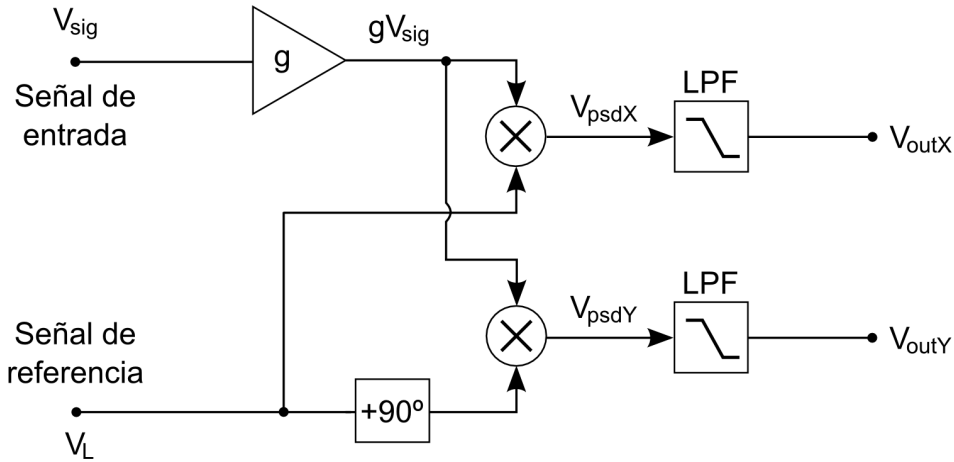 Vsig
Señal de
entrada
g
gVsig
VpsdX
LPF
VoutX
VpsdY
LPF
VoutY
Señal de
referencia
VL
+90º